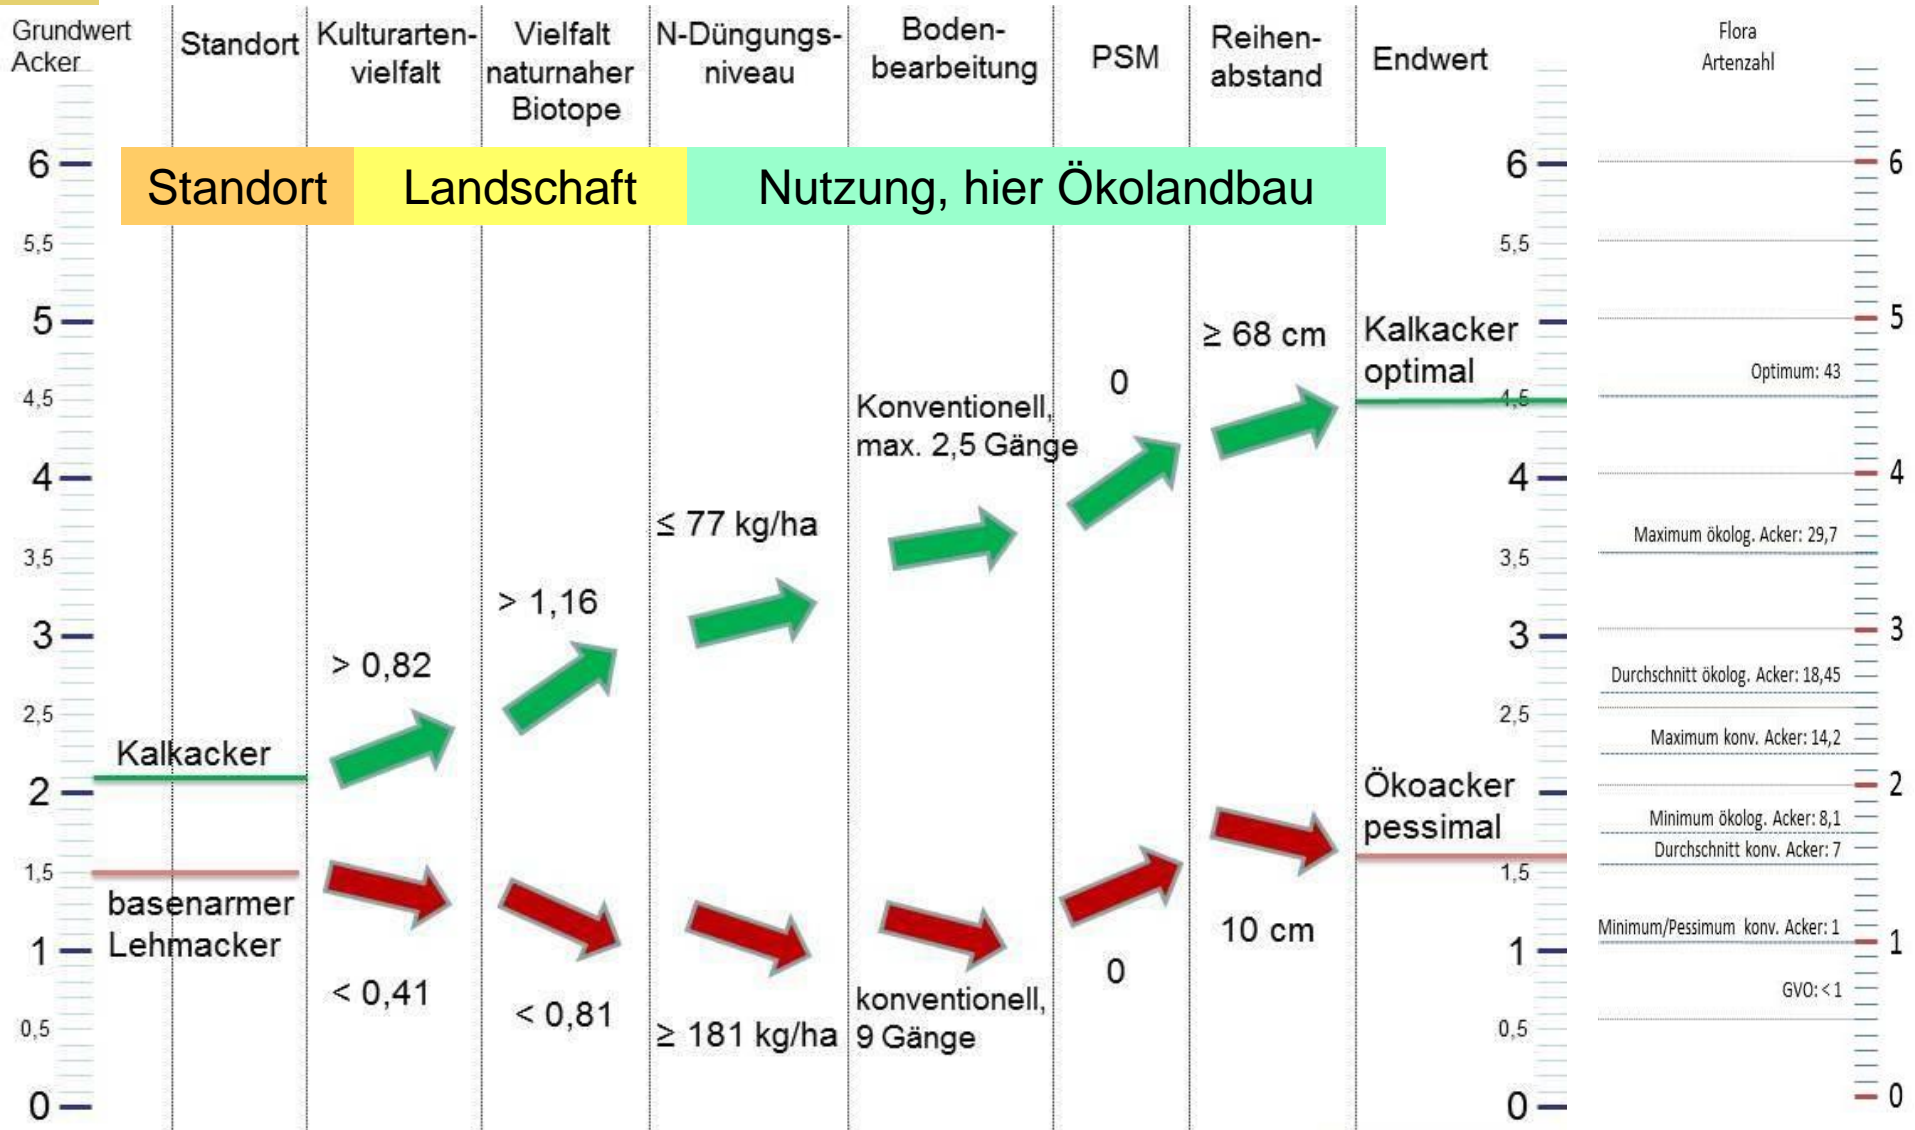 Grundwert
Acker
Standort
Kulturarten-
vielfalt
Vielfalt
naturnaher
Biotope
N-Düngungs-
niveau
Boden-
bearbeitung
PSM
Reihen-
abstand
Endwert
Flora
Artenzahl
Standort
Landschaft
Nutzung, hier Ökolandbau
6
5,5
5
4,5
4
3,5
3
2,5
2
1,5
1
0,5
0
Kalkacker
basenarmer
Lehmacker
> 0,82
< 0,41
> 1,16
< 0,81
≤ 77 kg/ha
≥ 181 kg/ha
Konventionell,
max. 2,5 Gänge
konventionell,
9 Gänge
0
0
≥ 68 cm
10 cm
Kalkacker
optimal
Ökoacker
pessimal
6
5,5
4,5
4
3,5
3
2,5
1,5
1
0,5
0
Optimum: 43
Maximum ökolog. Acker: 29,7
Durchschnitt ökolog. Acker: 18,45
Maximum konv. Acker: 14,2
Minimum ökolog. Acker: 8,1
Durchschnitt konv. Acker: 7
Minimum/Pessimum konv. Acker: 1
GVO: < 1
6
5
4
3
2
1
0